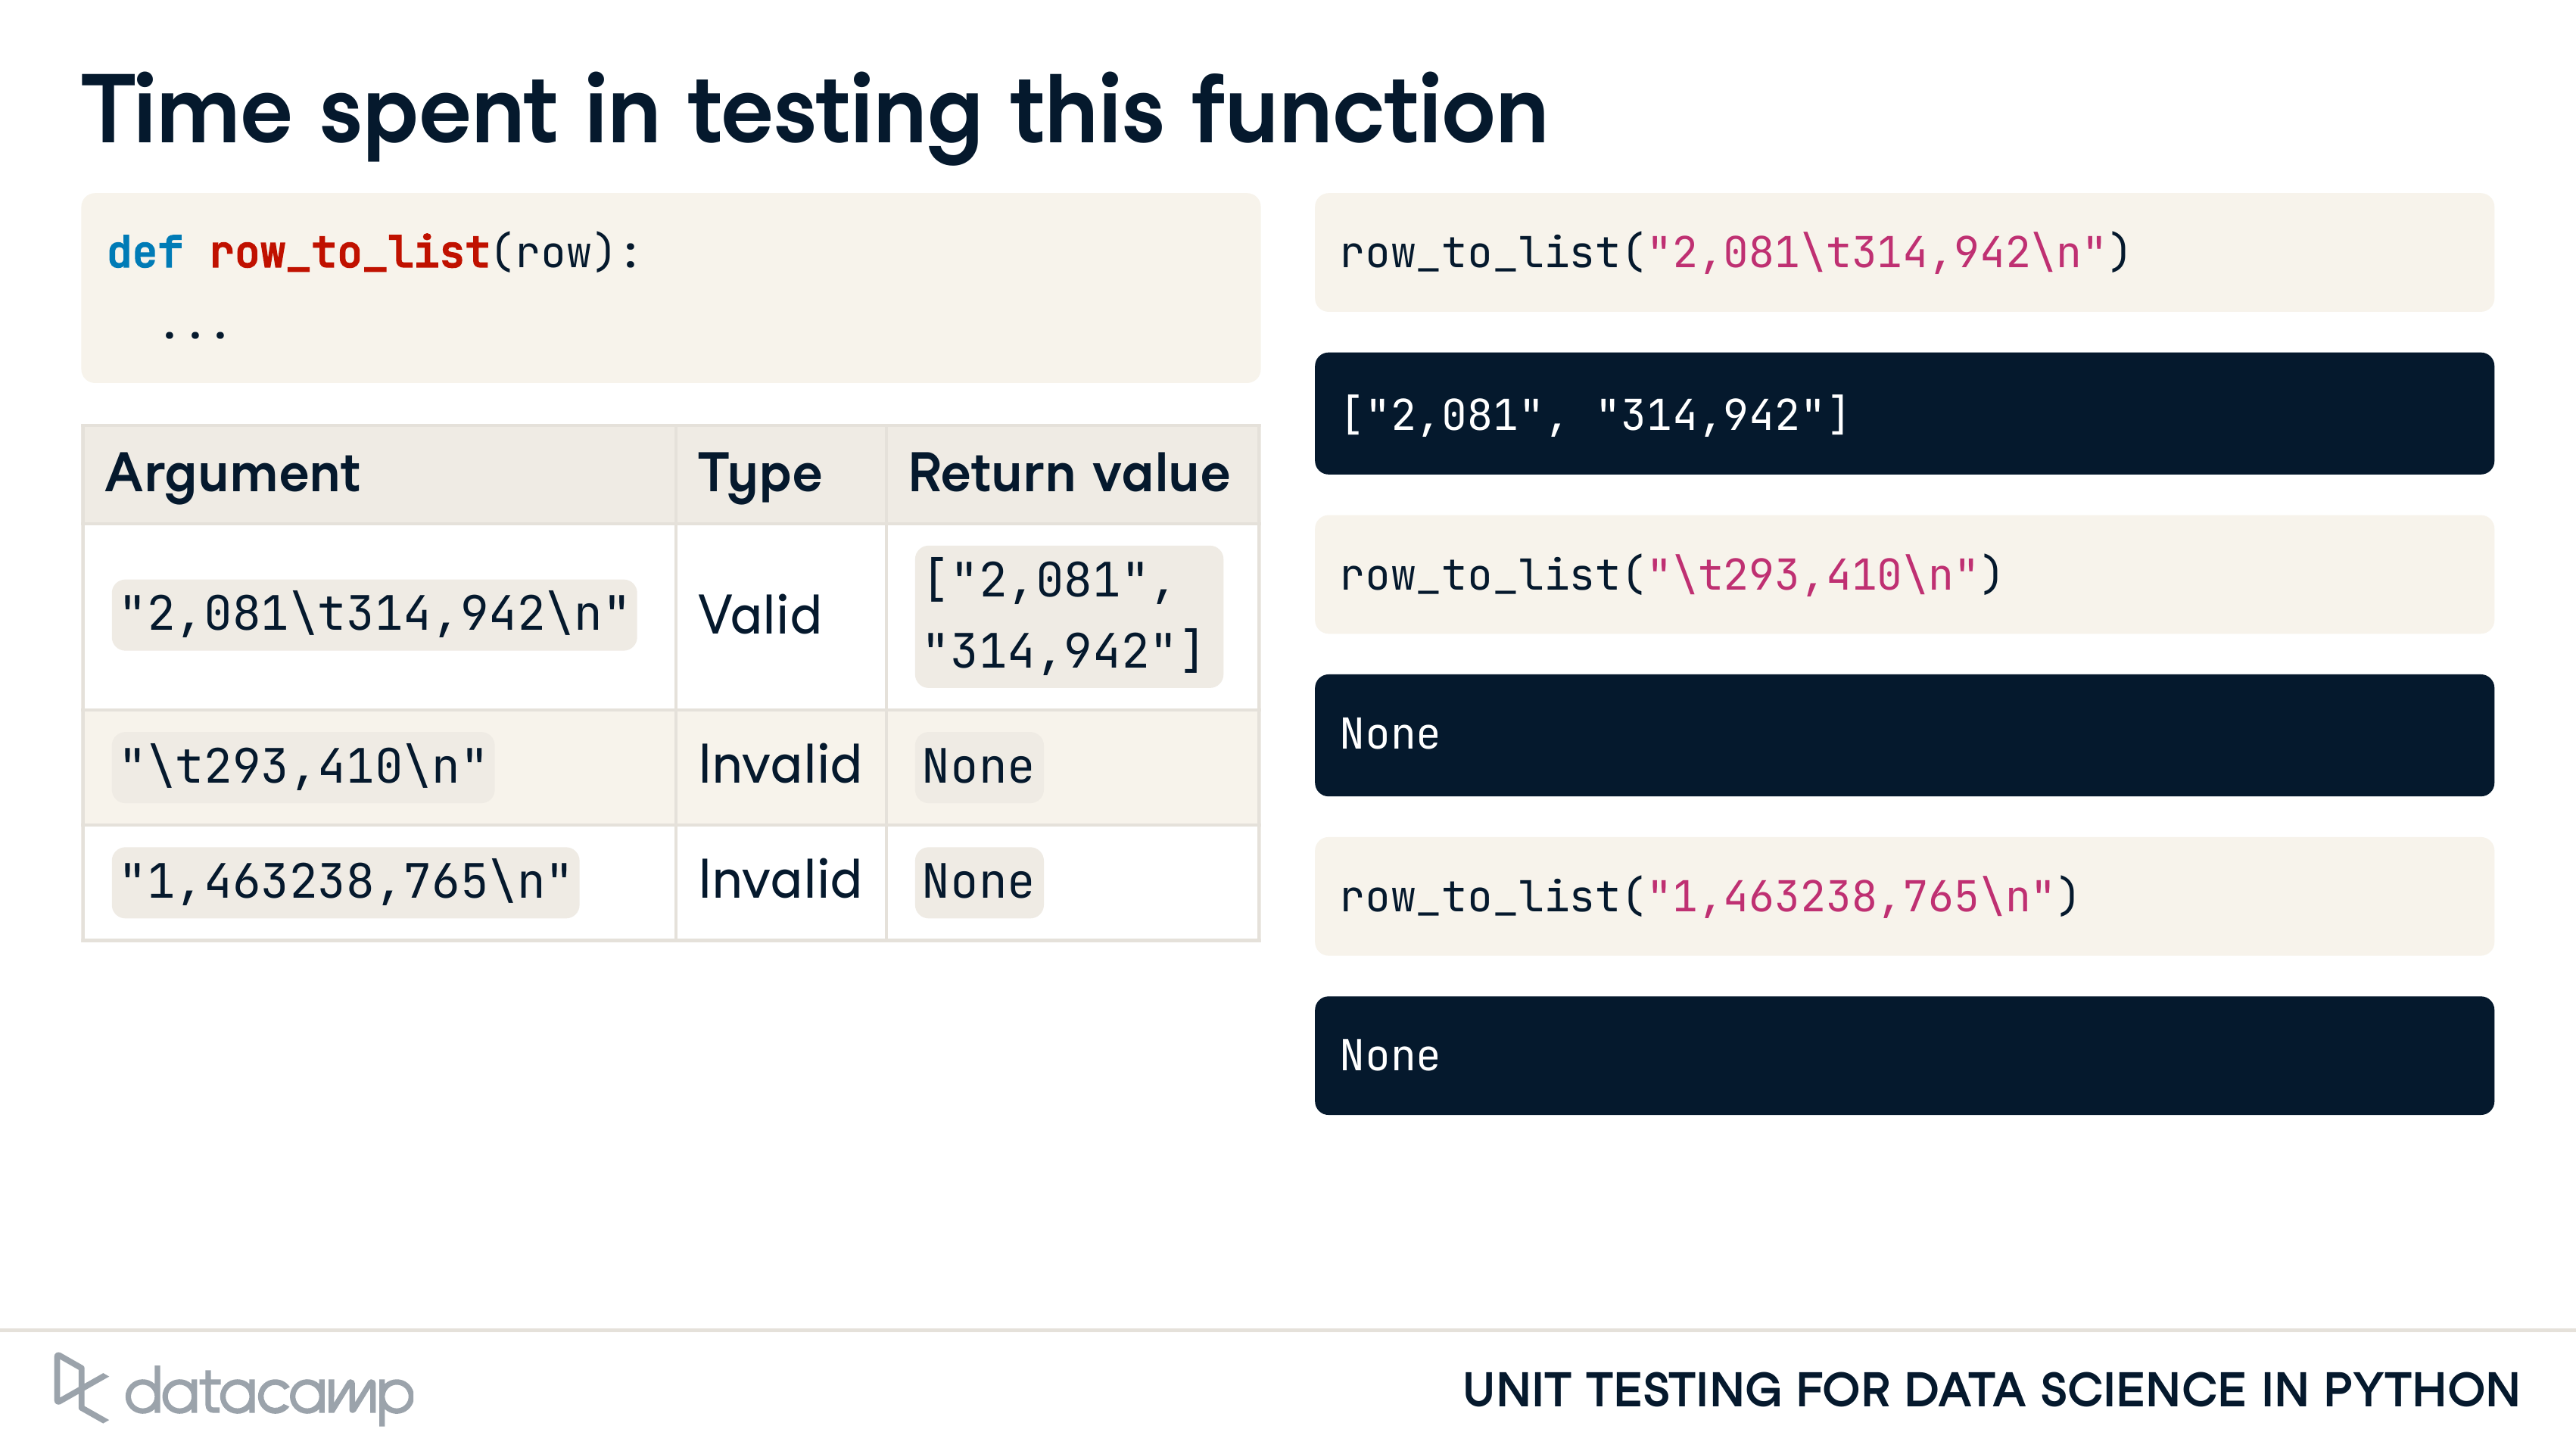 Time spent in testing this function
def row_to_list(row):
...
Argument Type Return value
"2,081\t314,942\n" Valid ["2,081",
"314,942"]
"\t293,410\n" Invalid None
"1,463238,765\n" Invalid None
row_to_list("2,081\t314,942\n")
["2,081", "314,942"]
row_to_list("\t293,410\n")
None
row_to_list("1,463238,765\n")
None
datacamp
UNIT TESTING FOR DATA SCIENCE IN PYTHON